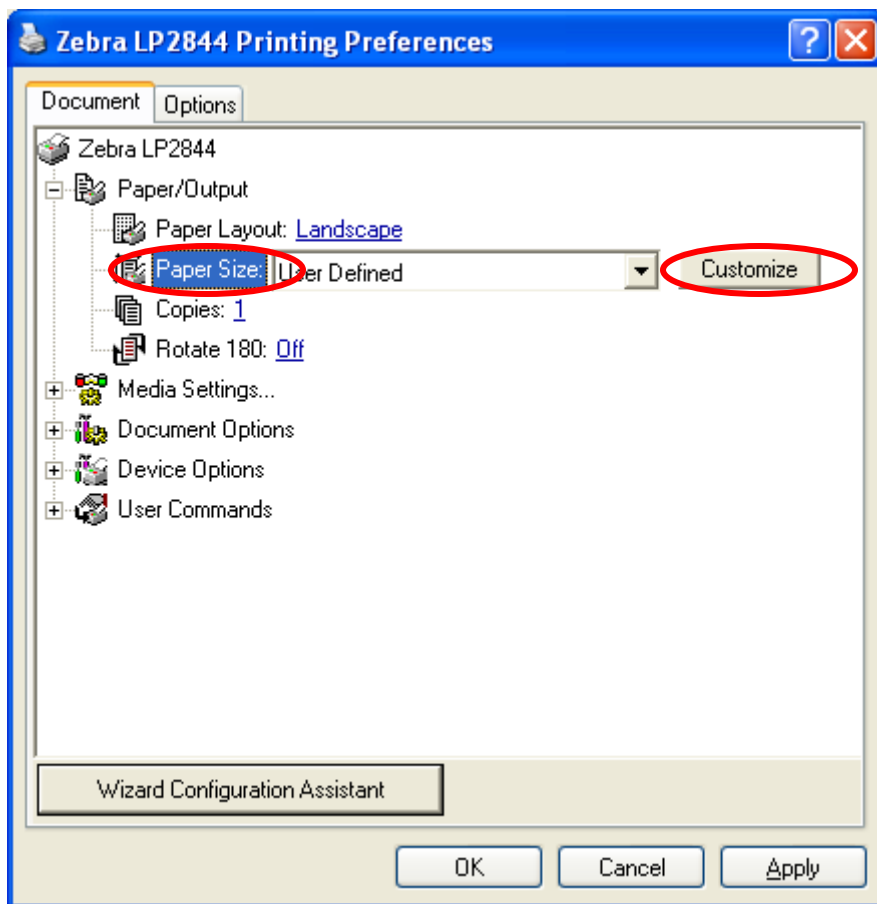 Zebra LP2844 Printing Preferences
Document
Options
Zebra LP2844
Paper/Output
Paper Layout: Landscape
Paper Size: User Defined
Customize
Copies: 1
Rotate 180: Off
Media Settings...
Document Options
Device Options
User Commands
Wizard Configuration Assistant
OK
Cancel
Apply